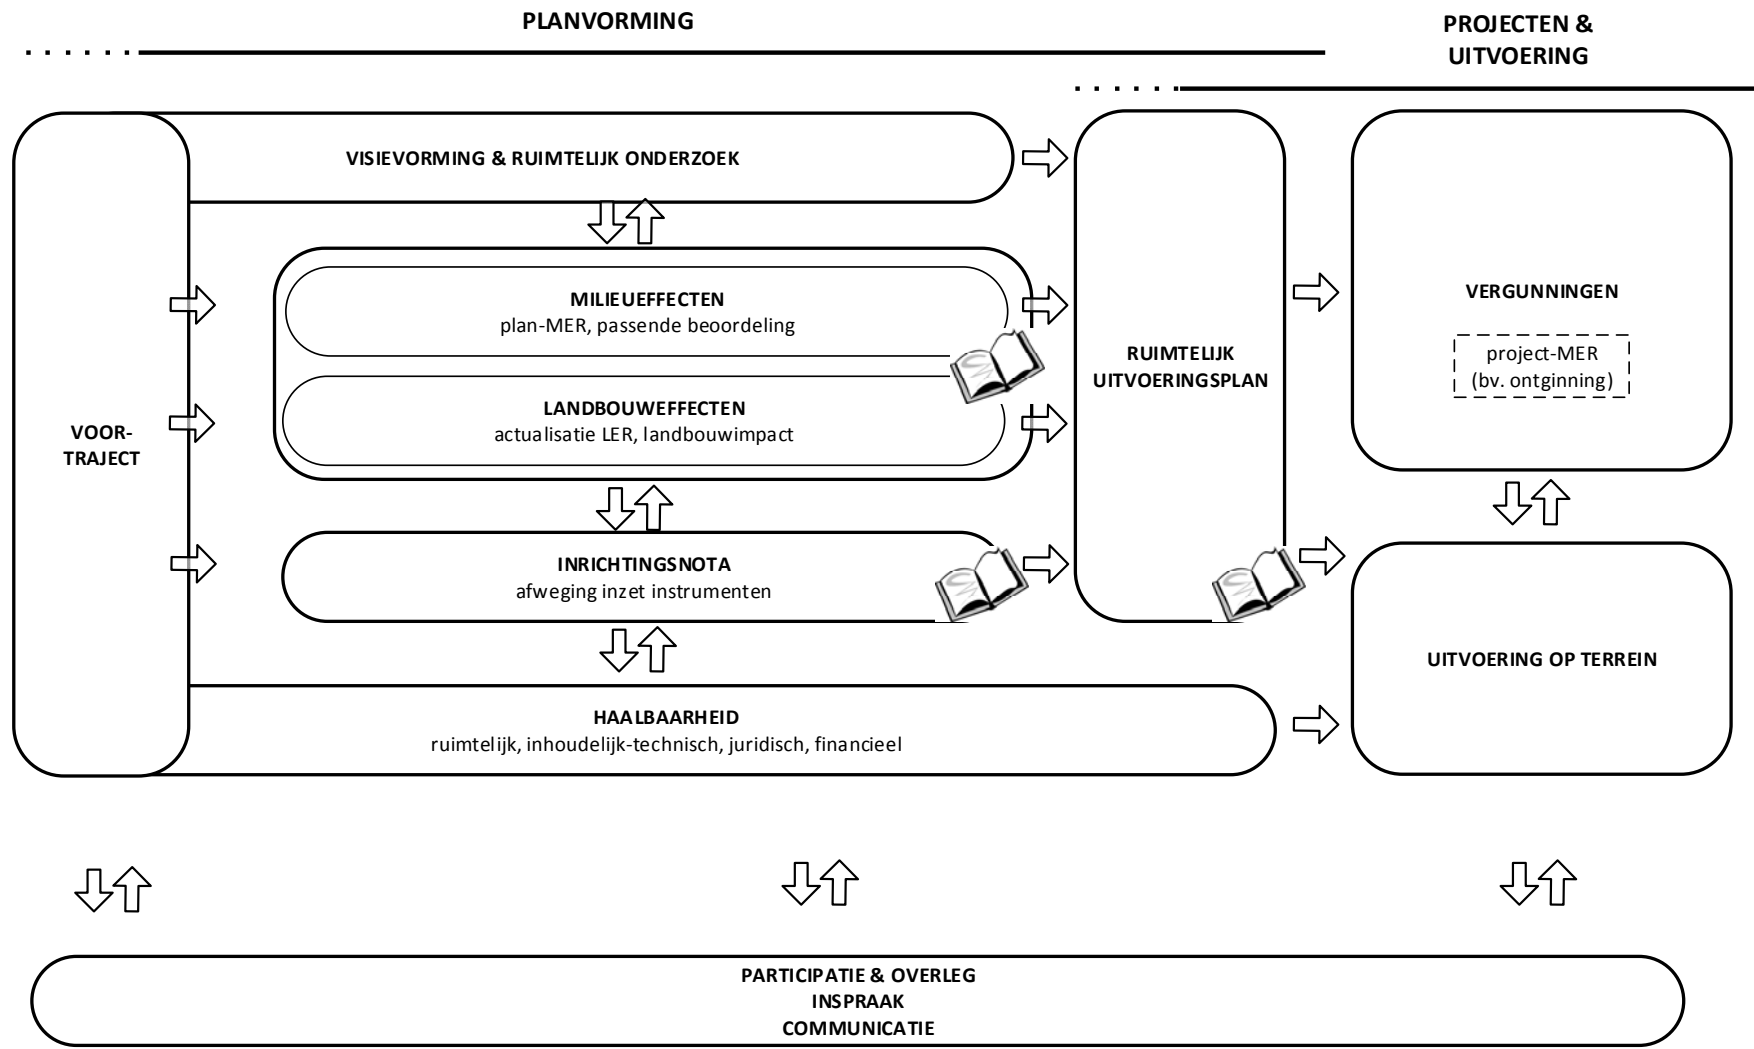 PLANVORMING
PROJECTEN &
UITVOERING
VISIEVORMING & RUIMTELIJK ONDERZOEK
MILIEUEFFECTEN
plan-MER, passende beoordeling
LANDBOUWEFFECTEN
actualisatie LER, landbouwimpact
VOOR-
TRAJECT
INRICHTINGSNOTA
afweging inzet instrumenten
HAALBAARHEID
ruimtelijk, inhoudelijk-technisch, juridisch, financieel
RUIMTELIJK
UITVOERINGSPLAN
VERGUNNINGEN
project-MER
(bv. ontginning)
UITVOERING OP TERREIN
PARTICIPATIE & OVERLEG
INSPRAAK
COMMUNICATIE